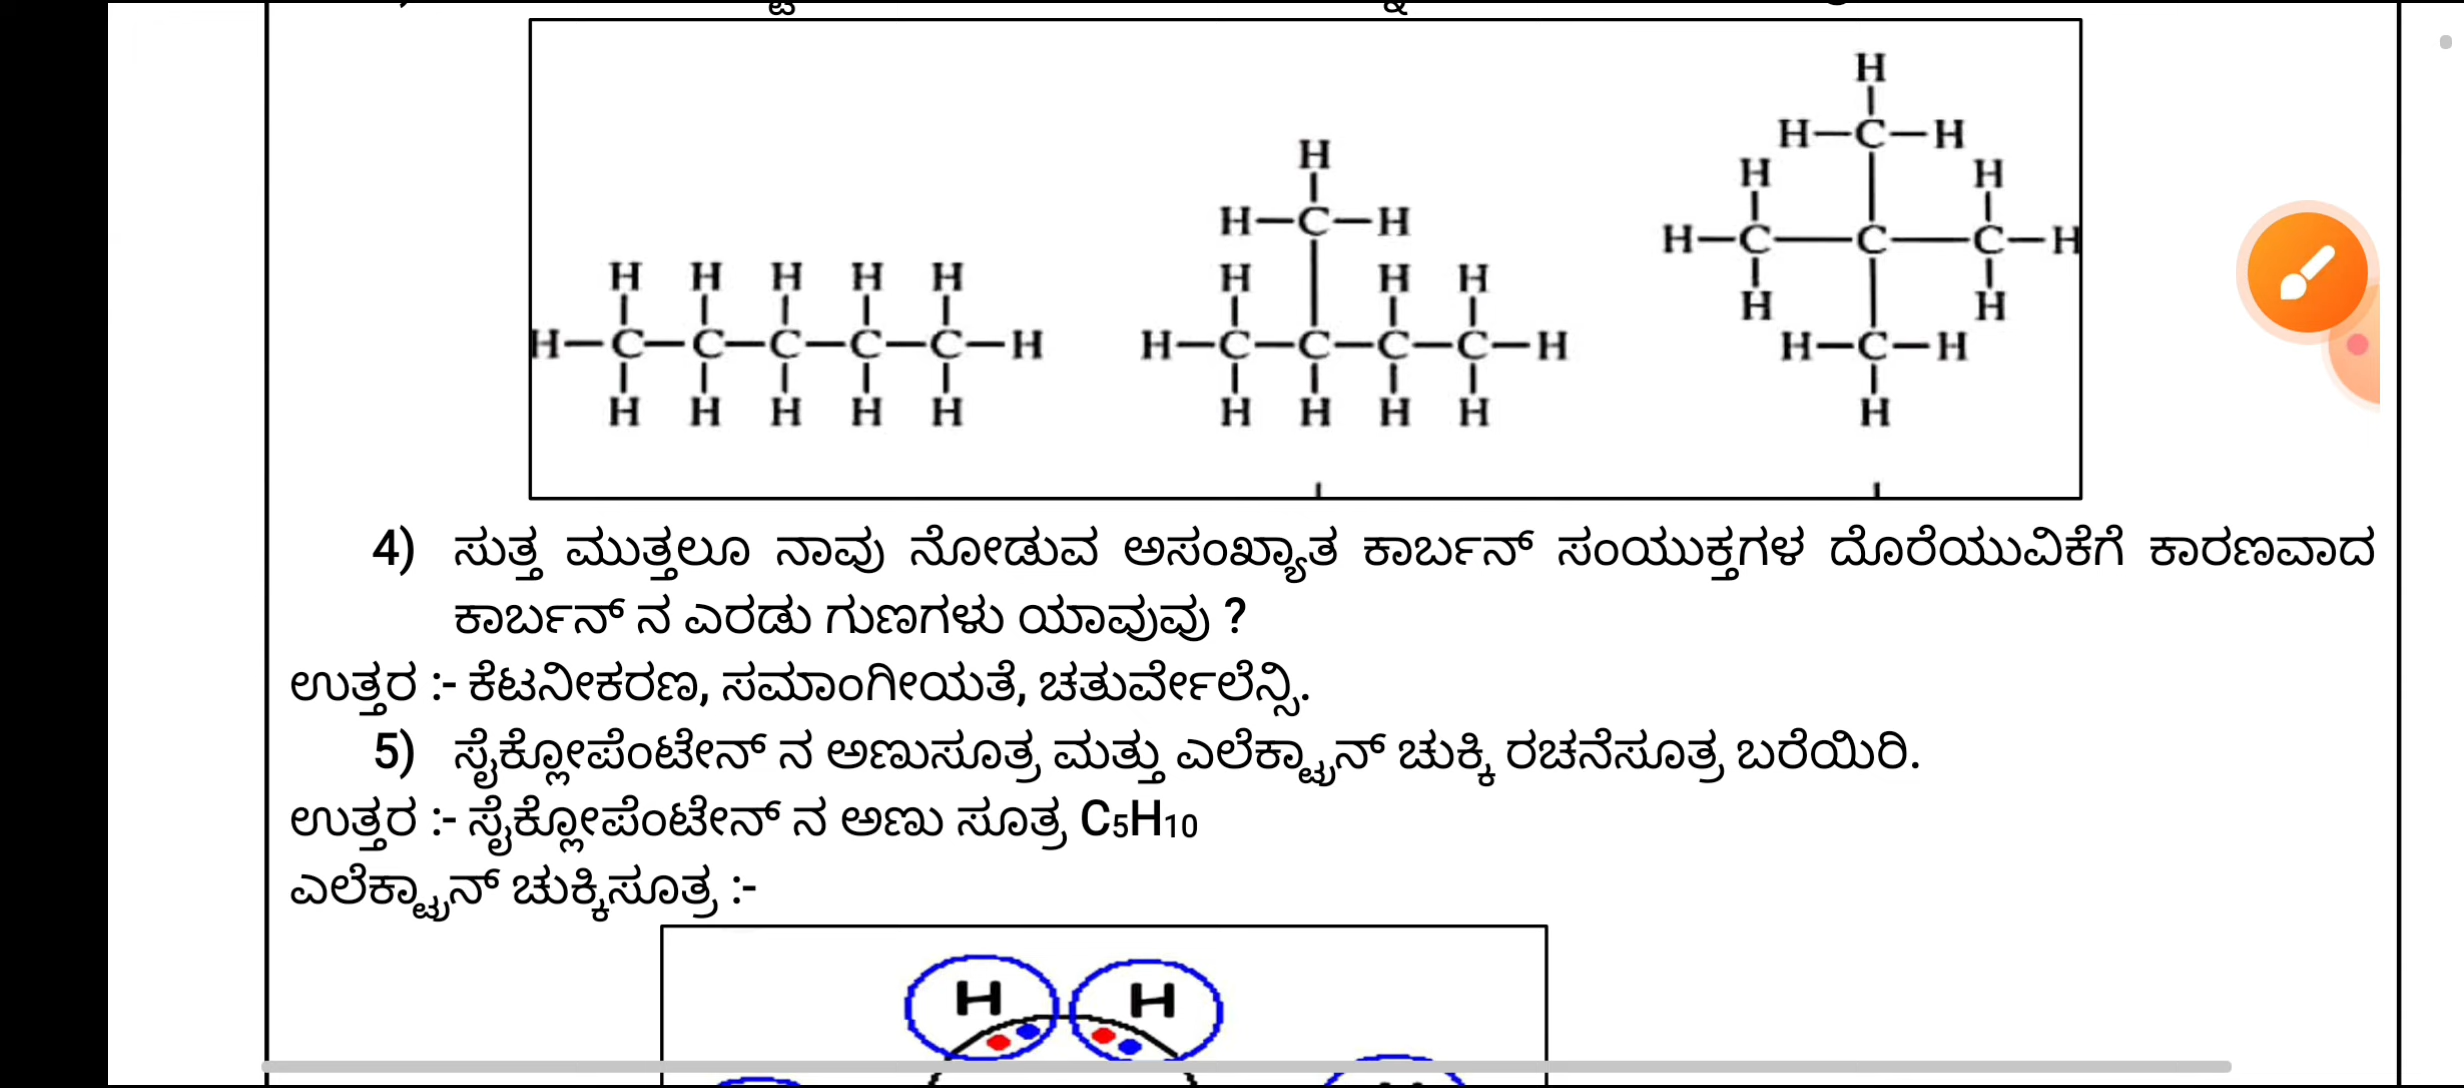 H
H—C—H
H H
H—C—C—C—H
H H
H—C—H
H
H
H—C—H
H H H
H—C—C—C—C—H
H H H H
H H H H H
H—C—C—C—C—C—H
H H H H H
4) ಸುತ್ತ ಮುತ್ತಲೂ ನಾವು ನೋಡುವ ಅಸಂಖ್ಯಾತ ಕಾರ್ಬನ್ ಸಂಯುಕ್ತಗಳ ದೊರೆಯುವಿಕೆಗೆ ಕಾರಣವಾದ
ಕಾರ್ಬನ್ ನ ಎರಡು ಗುಣಗಳು ಯಾವುವು ?
ಉತ್ತರ :- ಕೆಟನೀಕರಣ, ಸಮಾಂಗೀಯತೆ, ಚತುರ್ವೇಲೆನ್ಸಿ.
5) ಸೈಕ್ಲೋಪೆಂಟೇನ್ ನ ಅಣುಸೂತ್ರ ಮತ್ತು ಎಲೆಕ್ಟ್ರಾನ್ ಚುಕ್ಕಿ ರಚನೆಸೂತ್ರ ಬರೆಯಿರಿ.
ಉತ್ತರ :- ಸೈಕ್ಲೋಪೆಂಟೇನ್ ನ ಅಣು ಸೂತ್ರ C₅H₁₀
ಎಲೆಕ್ಟ್ರಾನ್ ಚುಕ್ಕಿಸೂತ್ರ :-
H H